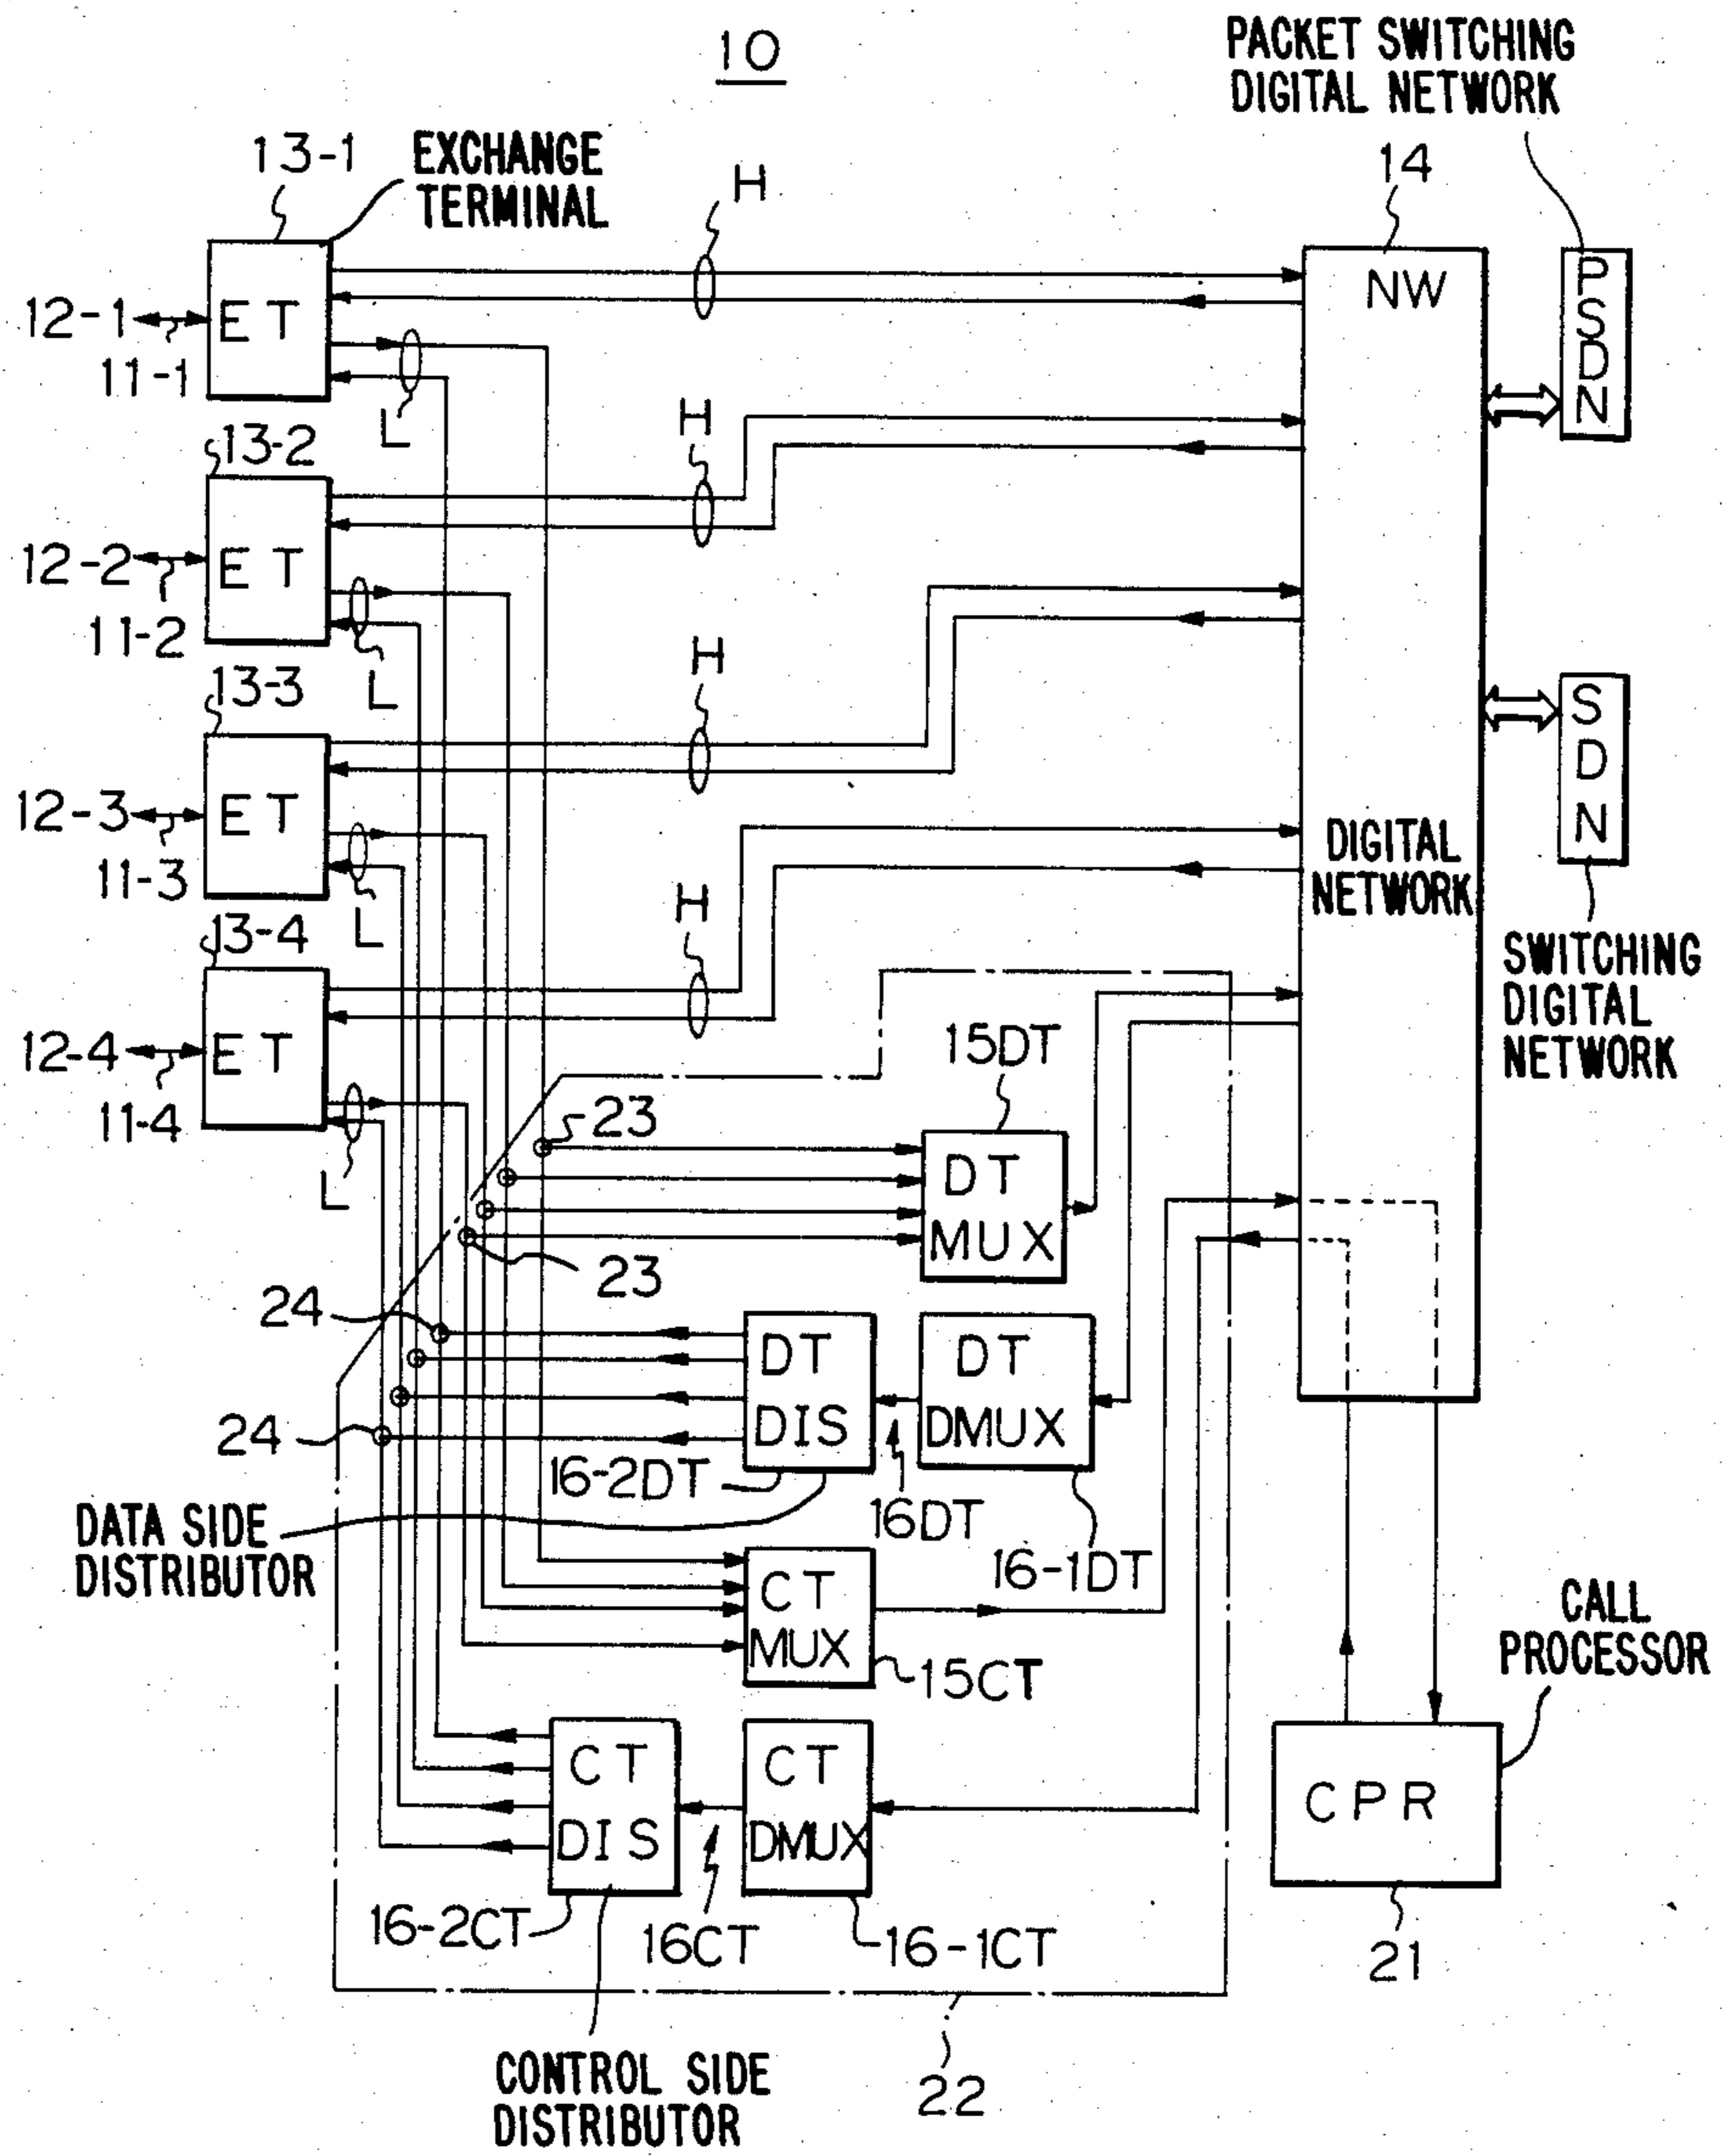 10
PACKET SWITCHING
DIGITAL NETWORK
13-1
EXCHANGE
TERMINAL
H
14
ET
12-1
11-1
L
NW
PSDN
13-2
H
ET
12-2
11-2
L
13-3
H
ET
12-3
11-3
L
SDN
DIGITAL
NETWORK
SWITCHING
DIGITAL
NETWORK
13-4
H
ET
12-4
11-4
L
15DT
23
DT
MUX
23
24
DT
DIS
DT
DMUX
24
16-2DT
16DT
16-1DT
DATA SIDE
DISTRIBUTOR
CT
MUX
15CT
CALL
PROCESSOR
CT
DIS
CT
DMUX
CPR
16-2CT
16CT
16-1CT
21
CONTROL SIDE
DISTRIBUTOR
22